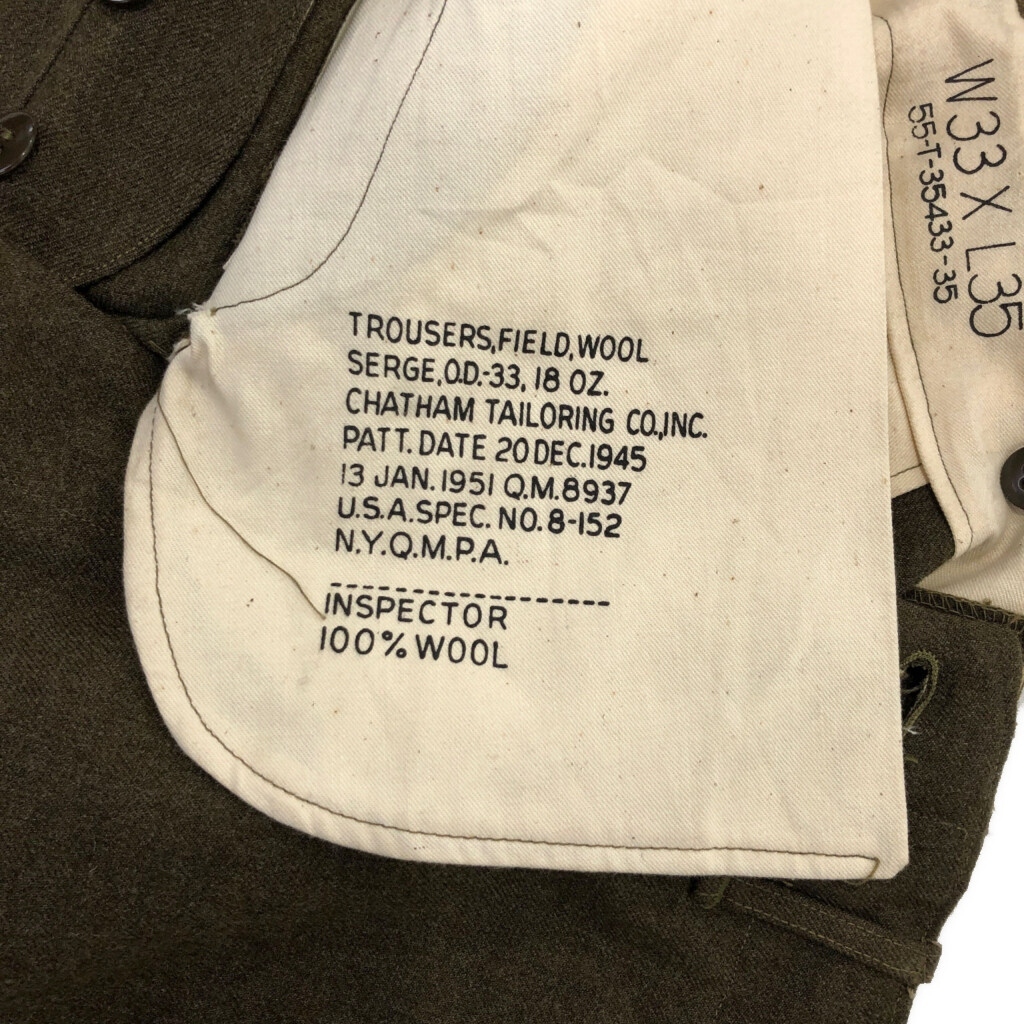 TROUSERS,FIELD,WOOL
SERGE,O.D.-33, 18 OZ.
CHATHAM TAILORING CO.,INC.
PATT. DATE 20 DEC.1945
13 JAN.1951 Q.M.8937
U.S.A.SPEC. NO. 8-152
N.Y.Q.M.P.A.
INSPECTOR
100% WOOL
W33 X L35
55-T-35433-35